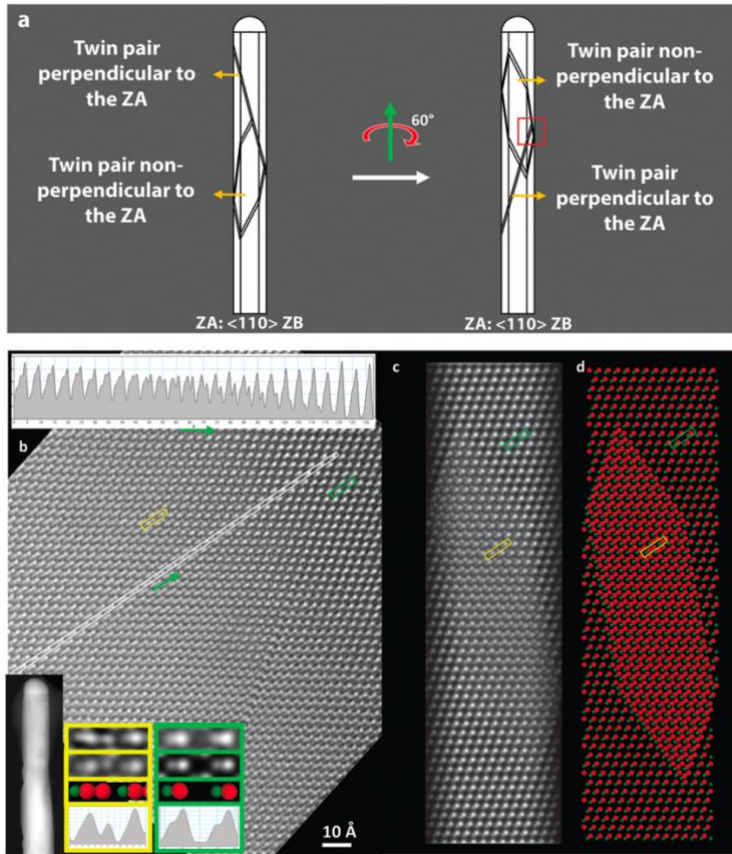 a
Twin pair
perpendicular to
the ZA
Twin pair non-
perpendicular to
the ZA
ZA: <110> ZB
60°
Twin pair non-
perpendicular to
the ZA
Twin pair
perpendicular to
the ZA
ZA: <110> ZB
b
10 Å
c
d